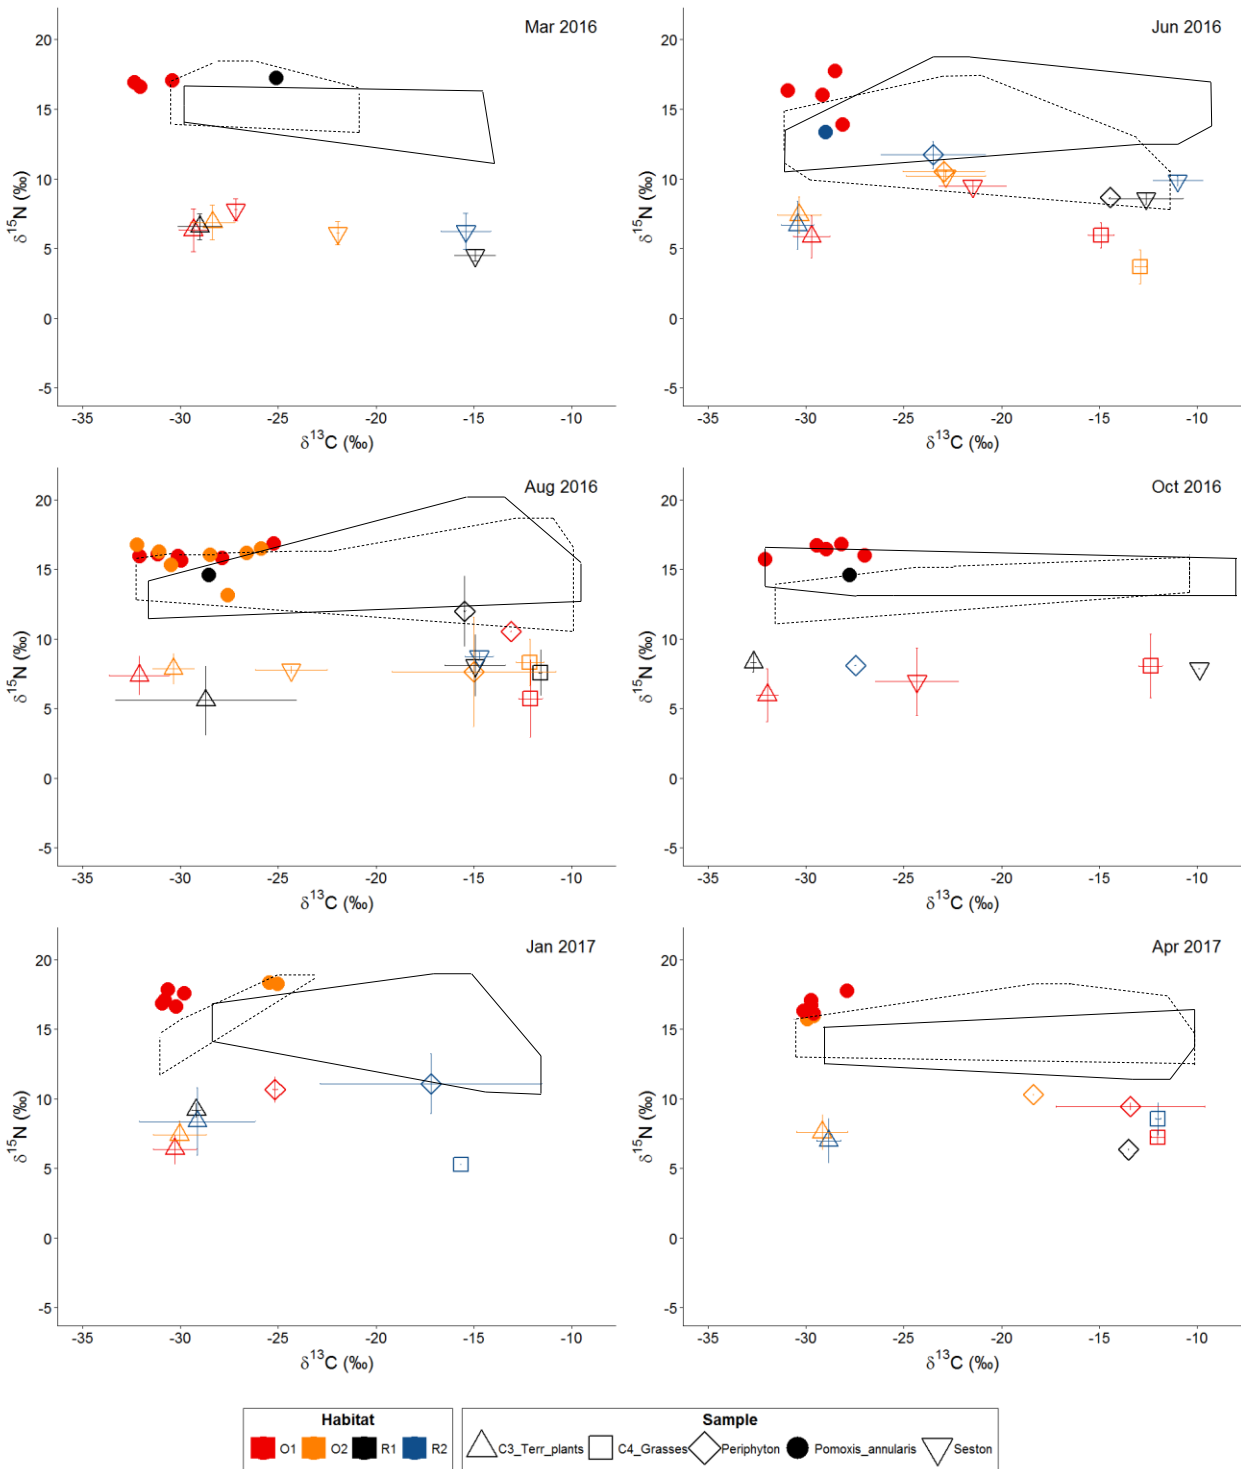 Mar 2016
20
15
10
5
0
-5
-35 -30 -25 -20 -15 -10
δ15N (‰)
δ13C (‰)
Jun 2016
20
15
10
5
0
-5
-35 -30 -25 -20 -15 -10
δ15N (‰)
δ13C (‰)
Aug 2016
20
15
10
5
0
-5
-35 -30 -25 -20 -15 -10
δ15N (‰)
δ13C (‰)
Oct 2016
20
15
10
5
0
-5
-35 -30 -25 -20 -15 -10
δ15N (‰)
δ13C (‰)
Jan 2017
20
15
10
5
0
-5
-35 -30 -25 -20 -15 -10
δ15N (‰)
δ13C (‰)
Apr 2017
20
15
10
5
0
-5
-35 -30 -25 -20 -15 -10
δ15N (‰)
δ13C (‰)
Habitat
O1 O2 R1 R2
Sample
C3_Terr_plants C4_Grasses Periphyton Pomoxis_annularis Seston